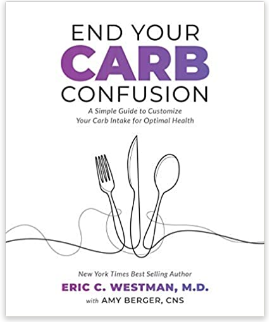 END YOUR
CARB
CONFUSION
A Simple Guide to Customize
Your Carb Intake for Optimal Health
New York Times Best Selling Author
ERIC C. WESTMAN, M.D.
with AMY BERGER, CNS